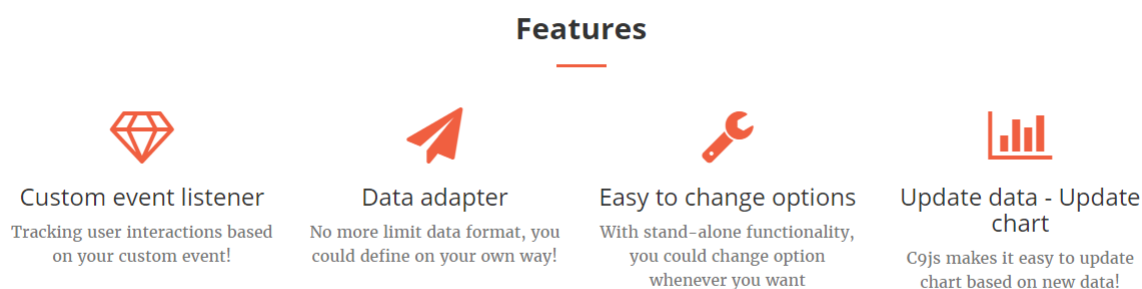 Features
Custom event listener
Tracking user interactions based
on your custom event!
Data adapter
No more limit data format, you
could define on your own way!
Easy to change options
With stand-alone functionality,
you could change option
whenever you want
Update data - Update
chart
C9js makes it easy to update
chart based on new data!